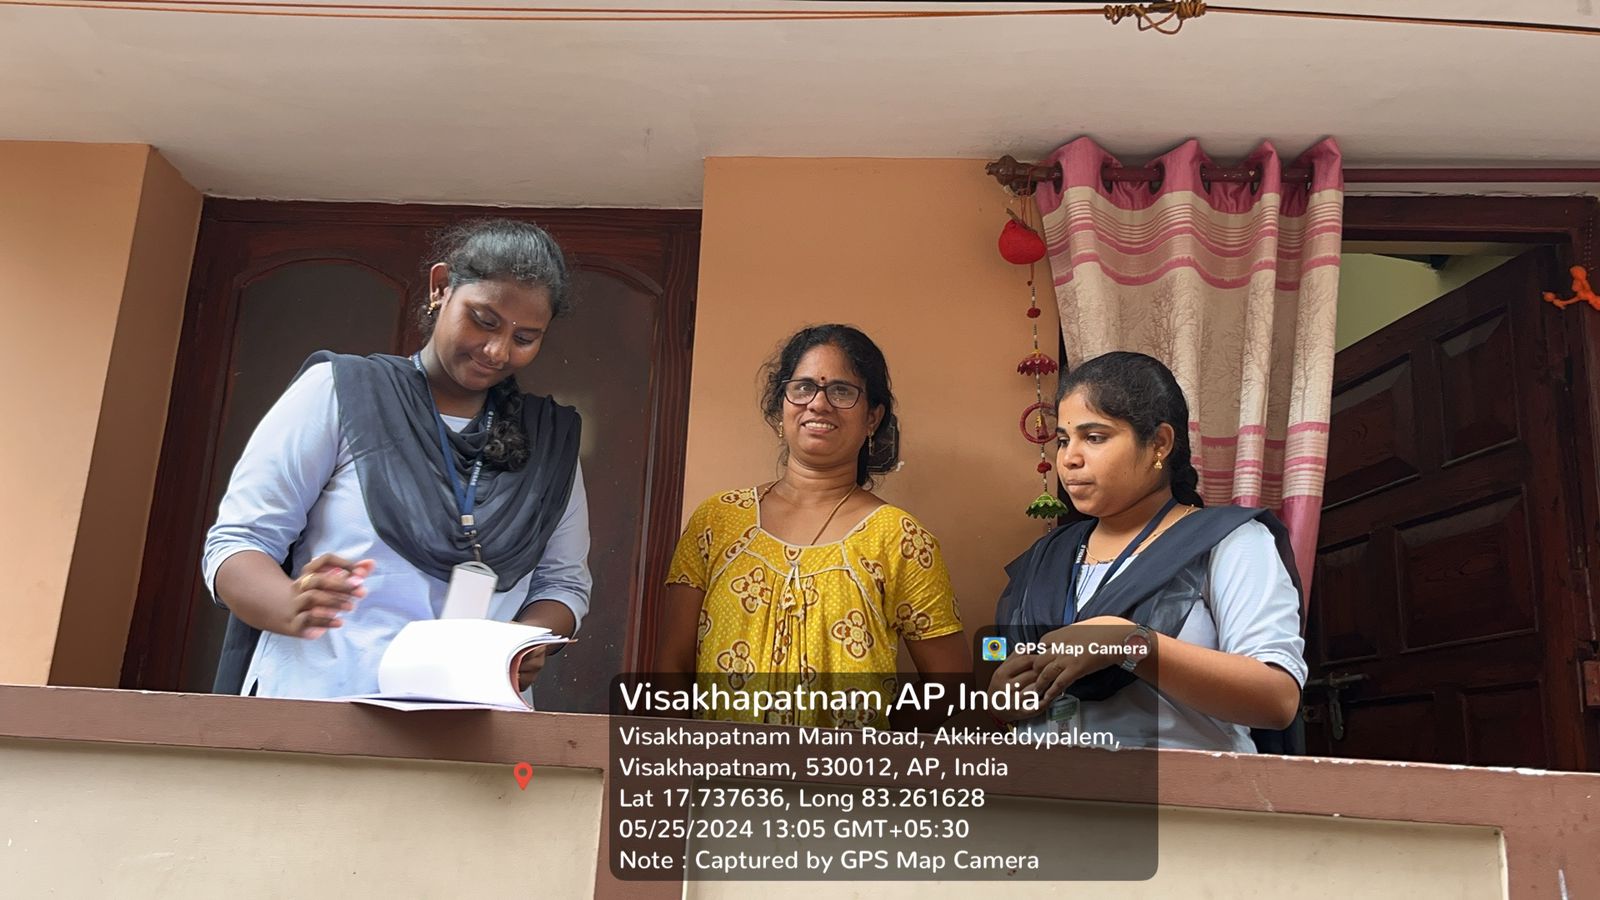 GPS Map Camera
Visakhapatnam,AP,India
Visakhapatnam Main Road, Akkireddypalem,
Visakhapatnam, 530012, AP, India
Lat 17.737636, Long 83.261628
05/25/2024 13:05 GMT+05:30
Note : Captured by GPS Map Camera